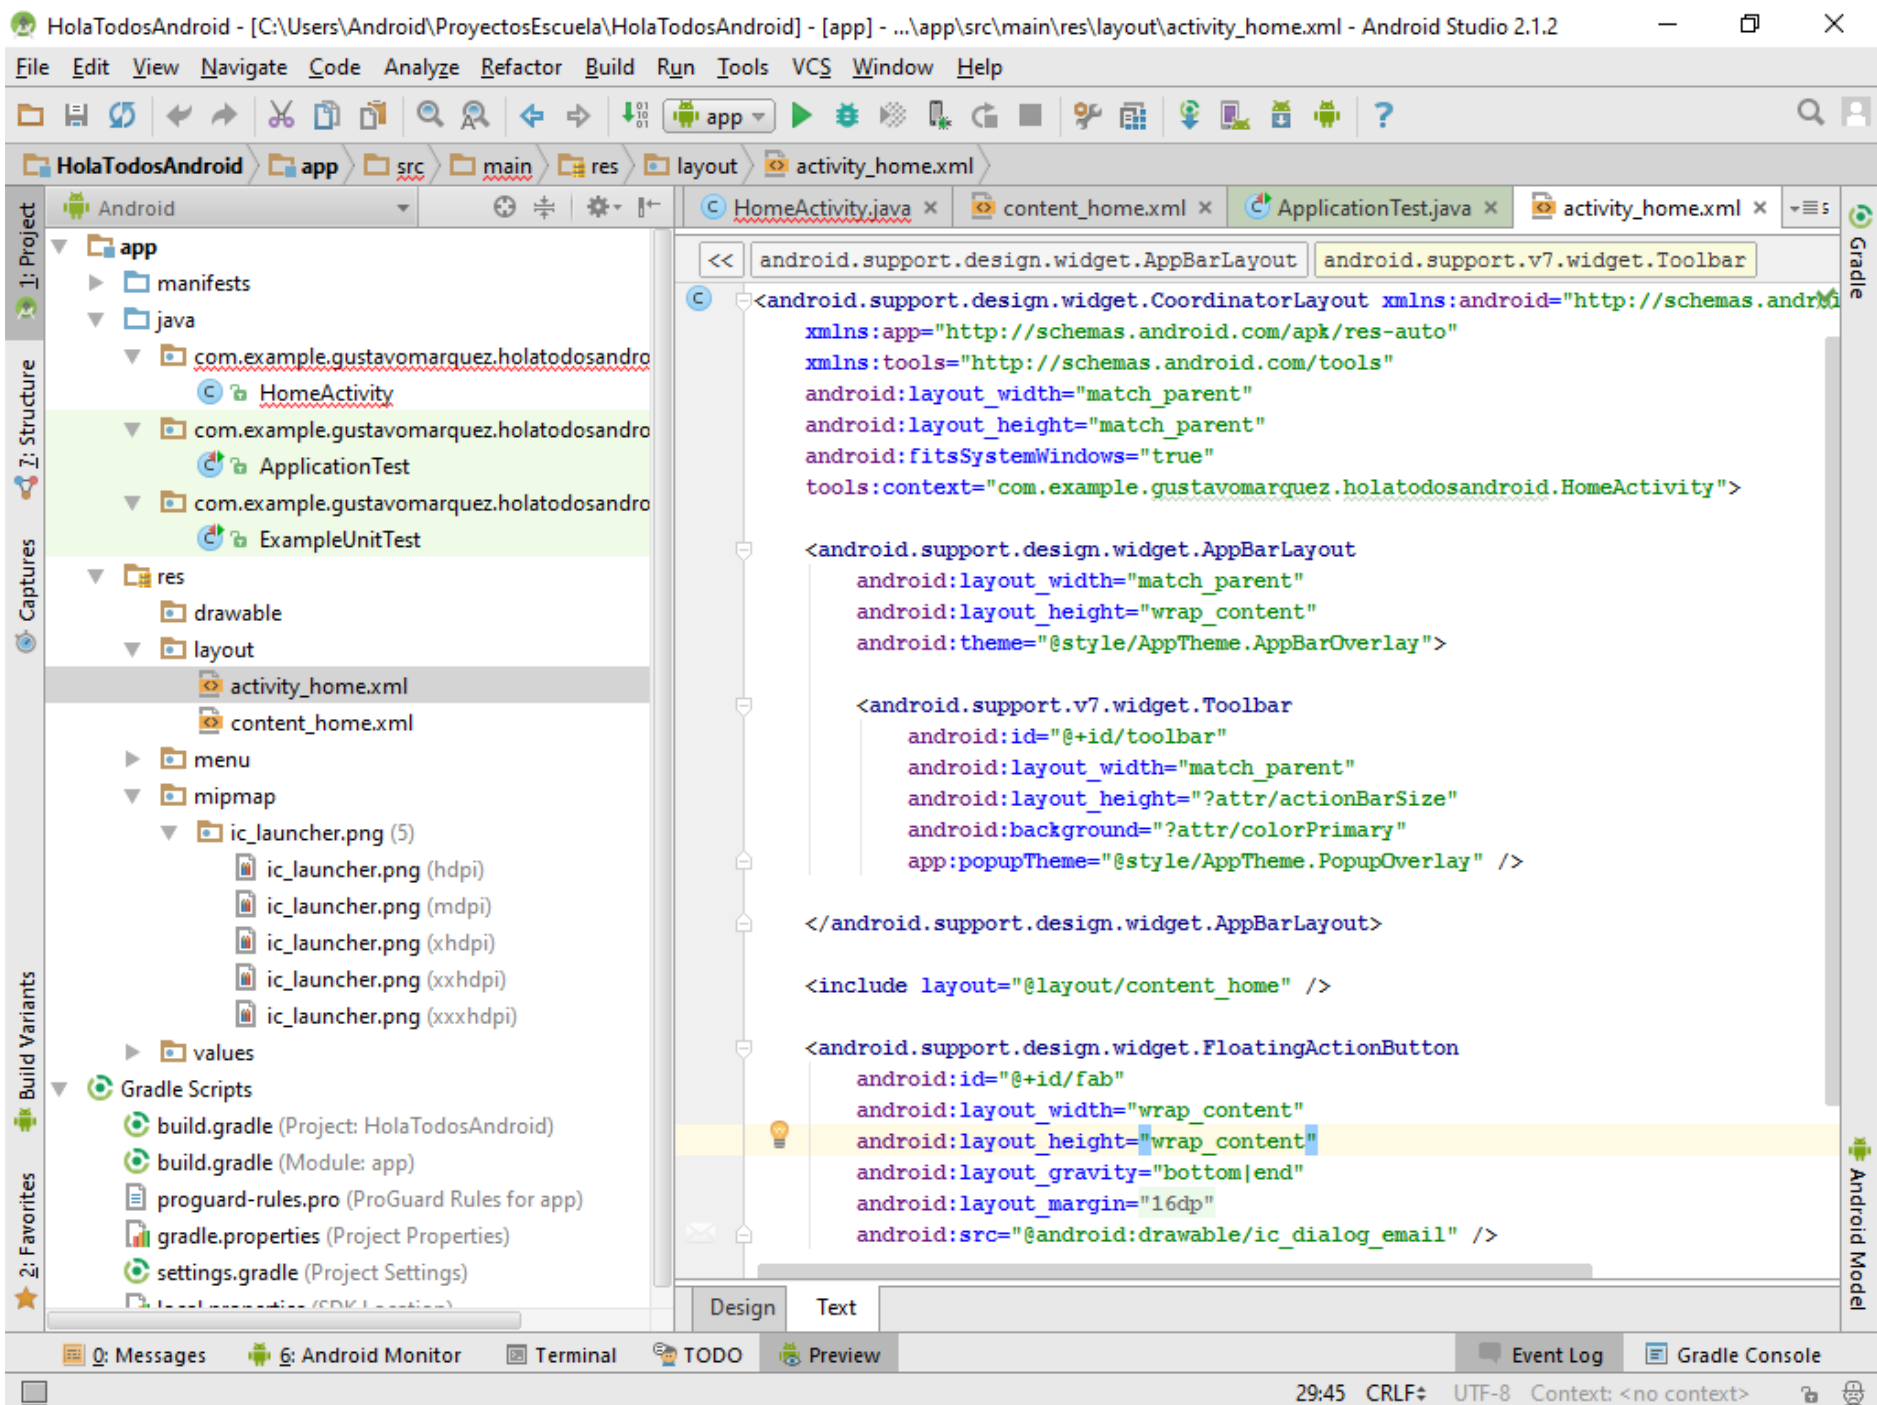 HolaTodosAndroid - [C:\Users\Android\ProyectosEscuela\HolaTodosAndroid] - [app] - ...\app\src\main\res\layout\activity_home.xml - Android Studio 2.1.2
File Edit View Navigate Code Analyze Refactor Build Run Tools VCS Window Help
app
HolaTodosAndroid app src main res layout activity_home.xml
1: Project
7: Structure
Captures
Build Variants
2: Favorites
Android
app
manifests
java
com.example.gustavomarquez.holatodosandro
HomeActivity
com.example.gustavomarquez.holatodosandro
ApplicationTest
com.example.gustavomarquez.holatodosandro
ExampleUnitTest
res
drawable
layout
activity_home.xml
content_home.xml
menu
mipmap
ic_launcher.png (5)
ic_launcher.png (hdpi)
ic_launcher.png (mdpi)
ic_launcher.png (xhdpi)
ic_launcher.png (xxhdpi)
ic_launcher.png (xxxhdpi)
values
Gradle Scripts
build.gradle (Project: HolaTodosAndroid)
build.gradle (Module: app)
proguard-rules.pro (ProGuard Rules for app)
gradle.properties (Project Properties)
settings.gradle (Project Settings)
local.properties (SDK Location)
HomeActivity.java content_home.xml ApplicationTest.java activity_home.xml 5
<< android.support.design.widget.AppBarLayout android.support.v7.widget.Toolbar
<android.support.design.widget.CoordinatorLayout xmlns:android="http://schemas.androi
xmlns:app="http://schemas.android.com/apk/res-auto"
xmlns:tools="http://schemas.android.com/tools"
android:layout_width="match_parent"
android:layout_height="match_parent"
android:fitsSystemWindows="true"
tools:context="com.example.gustavomarquez.holatodosandroid.HomeActivity">
<android.support.design.widget.AppBarLayout
android:layout_width="match_parent"
android:layout_height="wrap_content"
android:theme="@style/AppTheme.AppBarOverlay">
<android.support.v7.widget.Toolbar
android:id="@+id/toolbar"
android:layout_width="match_parent"
android:layout_height="?attr/actionBarSize"
android:background="?attr/colorPrimary"
app:popupTheme="@style/AppTheme.PopupOverlay" />
</android.support.design.widget.AppBarLayout>
<include layout="@layout/content_home" />
<android.support.design.widget.FloatingActionButton
android:id="@+id/fab"
android:layout_width="wrap_content"
android:layout_height="wrap_content"
android:layout_gravity="bottom|end"
android:layout_margin="16dp"
android:src="@android:drawable/ic_dialog_email" />
Design Text
Gradle
Android Model
0: Messages 6: Android Monitor Terminal TODO Preview Event Log Gradle Console
29:45 CRLF UTF-8 Context: <no context>